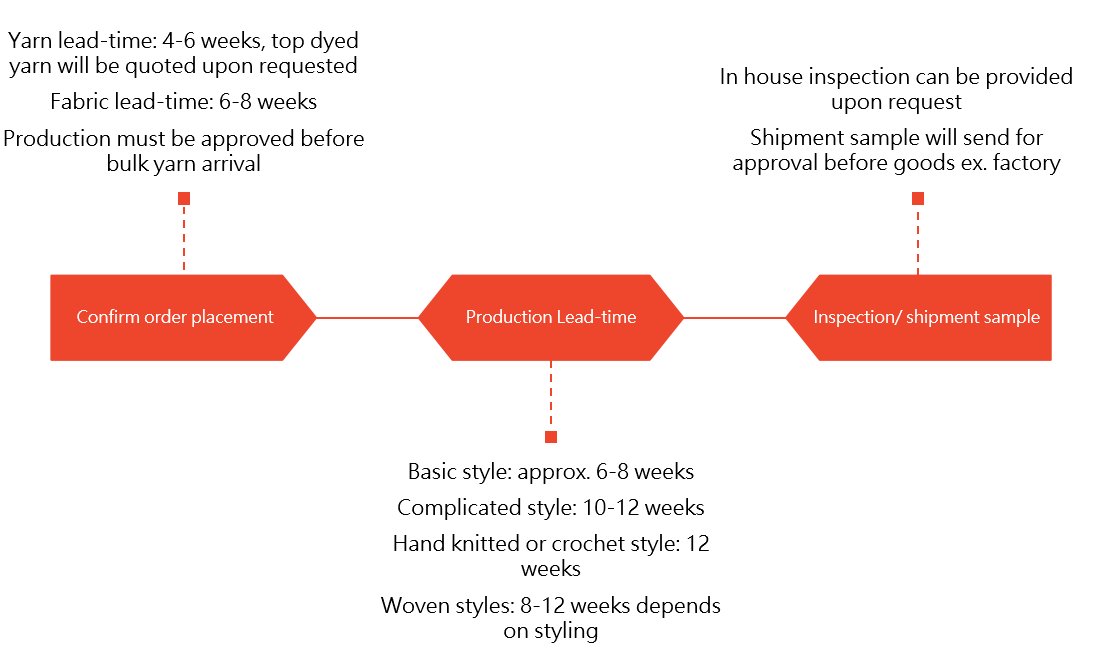 Yarn lead-time: 4-6 weeks, top dyed
yarn will be quoted upon requested
Fabric lead-time: 6-8 weeks
Production must be approved before
bulk yarn arrival
In house inspection can be provided
upon request
Shipment sample will send for
approval before goods ex. factory
Confirm order placement
Production Lead-time
Inspection/ shipment sample
Basic style: approx. 6-8 weeks
Complicated style: 10-12 weeks
Hand knitted or crochet style: 12
weeks
Woven styles: 8-12 weeks depends
on styling